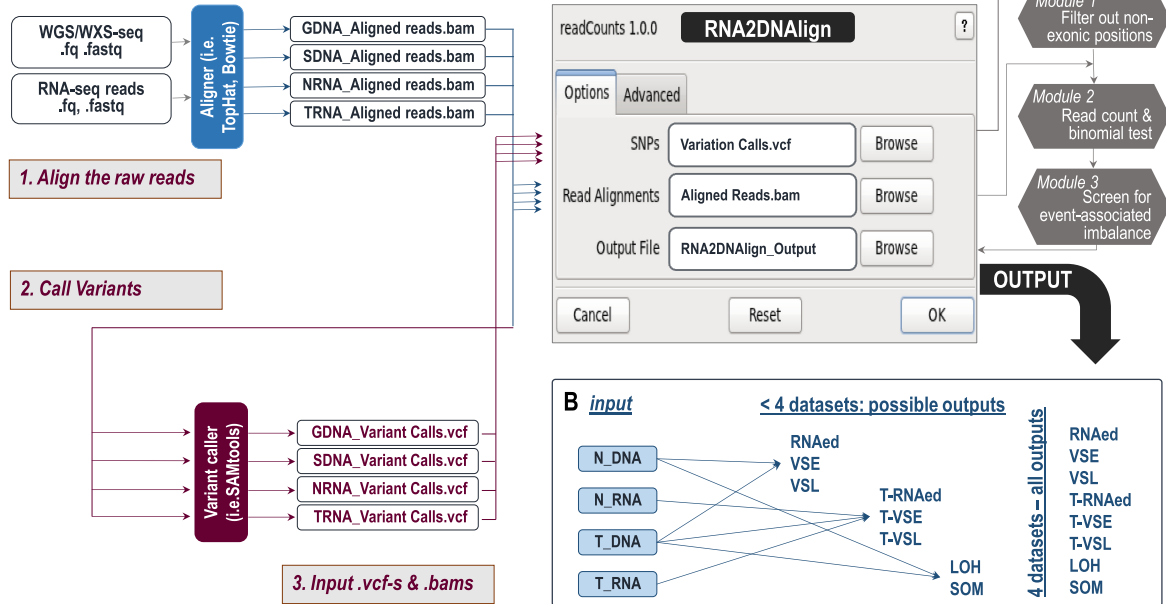 WGS/WXS-seq
.fq .fastq
RNA-seq reads
.fq, .fastq
Aligner (i.e.
TopHat, Bowtie)
GDNA_Aligned reads.bam
SDNA_Aligned reads.bam
NRNA_Aligned reads.bam
TRNA_Aligned reads.bam
1. Align the raw reads
2. Call Variants
Variant caller
(i.e.SAMtools)
GDNA_Variant Calls.vcf
SDNA_Variant Calls.vcf
NRNA_Variant Calls.vcf
TRNA_Variant Calls.vcf
3. Input .vcf-s & .bams
readCounts 1.0.0
RNA2DNAlign
?
Options
Advanced
SNPs
Variation Calls.vcf
Browse
Read Alignments
Aligned Reads.bam
Browse
Output File
RNA2DNAlign_Output
Browse
Cancel
Reset
OK
Module 1
Filter out non-
exonic positions
Module 2
Read count &
binomial test
Module 3
Screen for
event-associated
imbalance
OUTPUT
B input
< 4 datasets: possible outputs
N_DNA
N_RNA
T_DNA
T_RNA
RNAed
VSE
VSL
T-RNAed
T-VSE
T-VSL
LOH
SOM
4 datasets – all outputs
RNAed
VSE
VSL
T-RNAed
T-VSE
T-VSL
LOH
SOM